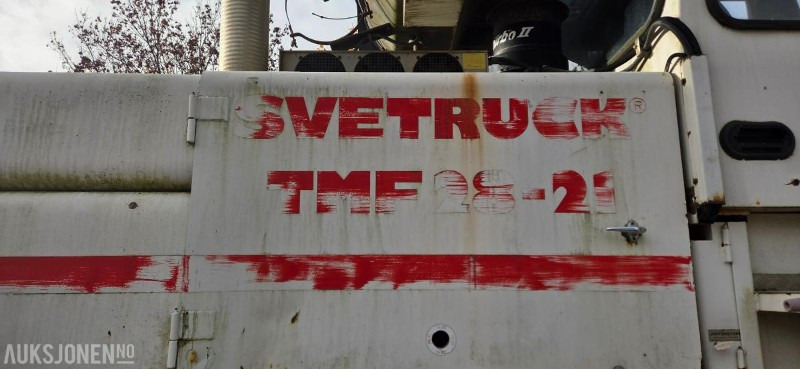 Turbo II
SVETRUCK®
TMF 28-21
AUKSJONEN.NO